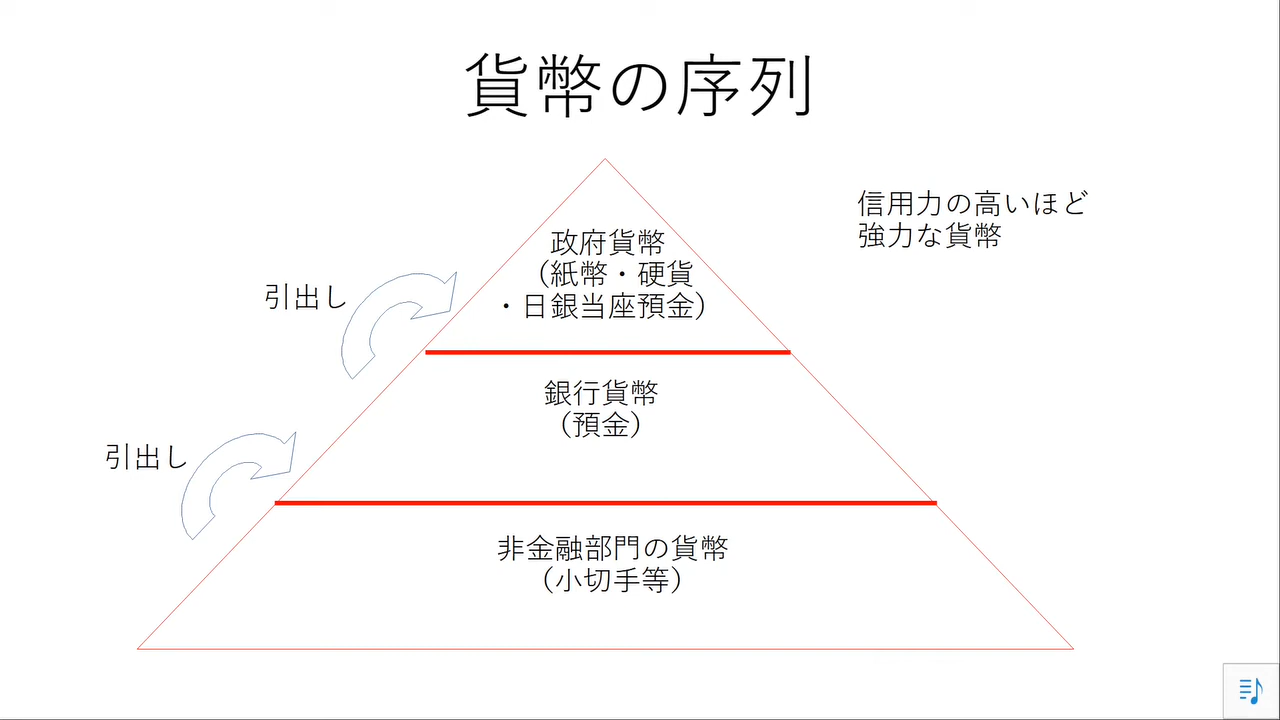 貨幣の序列
信用力の高いほど
強力な貨幣
政府貨幣
（紙幣・硬貨
・日銀当座預金）
引出し
銀行貨幣
（預金）
引出し
非金融部門の貨幣
（小切手等）